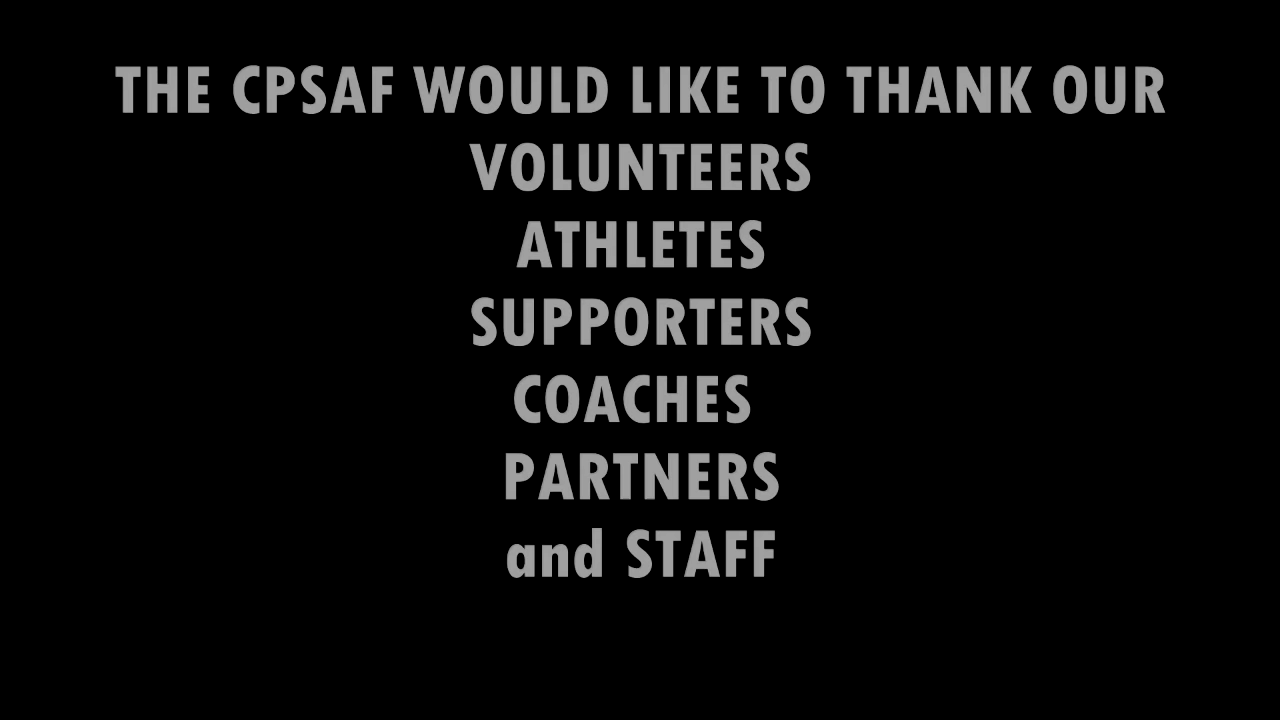 THE CPSAF WOULD LIKE TO THANK OUR
VOLUNTEERS
ATHLETES
SUPPORTERS
COACHES
PARTNERS
and STAFF